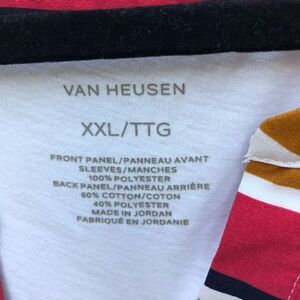 VAN HEUSEN
XXL/TTG
FRONT PANEL/PANNEAU AVANT
SLEEVES/MANCHES
100% POLYESTER
BACK PANEL/PANNEAU ARRIÈRE
60% COTTON/COTON
40% POLYESTER
MADE IN JORDAN
FABRIQUÉ EN JORDANIE